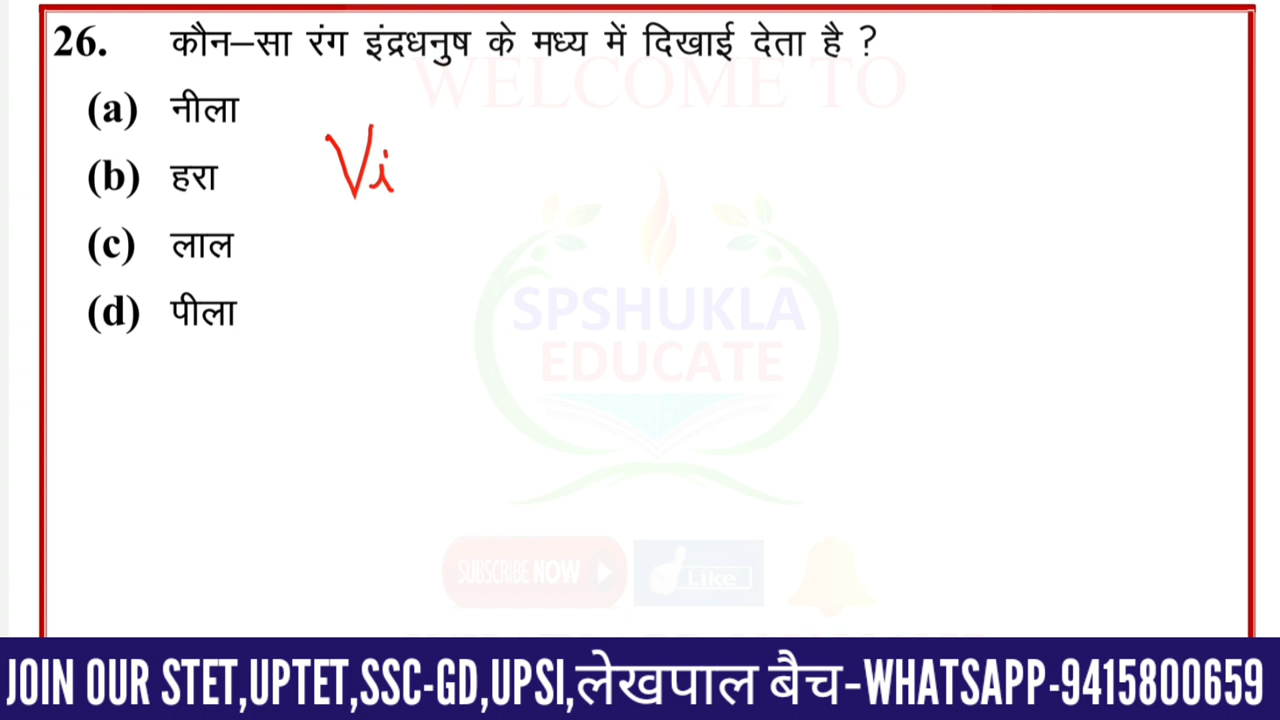 26. कौन–सा रंग इंद्रधनुष के मध्य में दिखाई देता है ?
WELCOME TO
(a) नीला
(b) हरा
Vi
(c) लाल
(d) पीला
SPSHUKLA
EDUCATE
SUBSCRIBE NOW
Like
JOIN OUR STET,UPTET,SSC-GD,UPSI,लेखपाल बैच-WHATSAPP-9415800659